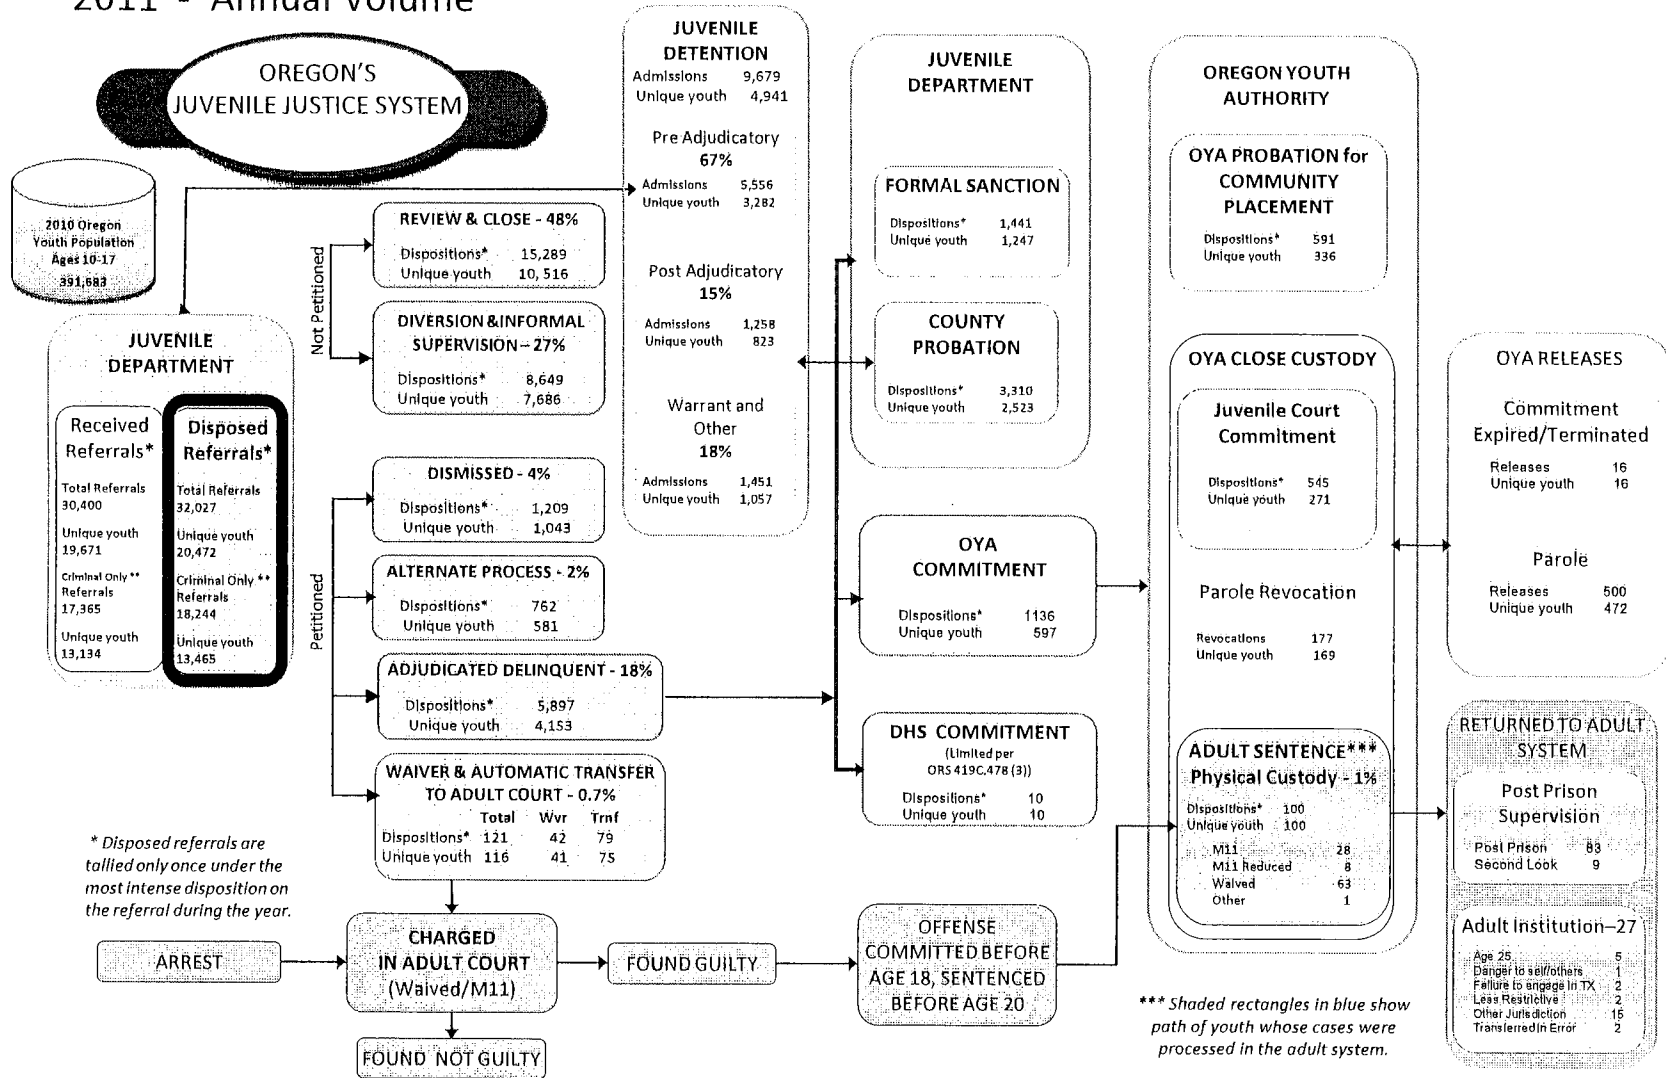 2011 - Annual Volume
OREGON'S
JUVENILE JUSTICE SYSTEM
2010 Oregon
Youth Population
Ages 10-17
391,683
JUVENILE
DEPARTMENT
Received
Referrals*
Total Referrals
30,400
Unique youth
19,671
Criminal Only **
Referrals
17,365
Unique youth
13,134
Disposed
Referrals*
Total Referrals
32,027
Unique youth
20,472
Criminal Only **
Referrals
18,244
Unique youth
13,465
Not Petitioned
REVIEW & CLOSE - 48%
Dispositions* 15,289
Unique youth 10, 516
DIVERSION &INFORMAL
SUPERVISION – 27%
Dispositions* 8,649
Unique youth 7,686
Petitioned
DISMISSED - 4%
Dispositions* 1,209
Unique youth 1,043
ALTERNATE PROCESS - 2%
Dispositions* 762
Unique youth 581
ADJUDICATED DELINQUENT - 18%
Dispositions* 5,897
Unique youth 4,153
WAIVER & AUTOMATIC TRANSFER
TO ADULT COURT - 0.7%
Total Wvr Trnf
Dispositions* 121 42 79
Unique youth 116 41 75
JUVENILE
DETENTION
Admissions 9,679
Unique youth 4,941
Pre Adjudicatory
67%
Admissions 5,556
Unique youth 3,282
Post Adjudicatory
15%
Admissions 1,258
Unique youth 823
Warrant and
Other
18%
Admissions 1,451
Unique youth 1,057
JUVENILE
DEPARTMENT
FORMAL SANCTION
Dispositions* 1,441
Unique youth 1,247
COUNTY
PROBATION
Dispositions* 3,310
Unique youth 2,523
OYA
COMMITMENT
Dispositions* 1136
Unique youth 597
DHS COMMITMENT
(Limited per
ORS 419C.478 (3))
Dispositions* 10
Unique youth 10
OREGON YOUTH
AUTHORITY
OYA PROBATION for
COMMUNITY
PLACEMENT
Dispositions* 591
Unique youth 336
OYA CLOSE CUSTODY
Juvenile Court
Commitment
Dispositions* 545
Unique youth 271
Parole Revocation
Revocations 177
Unique youth 169
ADULT SENTENCE***
Physical Custody - 1%
Dispositions* 100
Unique youth 100
M11 28
M11 Reduced 8
Waived 63
Other 1
OYA RELEASES
Commitment
Expired/Terminated
Releases 16
Unique youth 16
Parole
Releases 500
Unique youth 472
RETURNED TO ADULT
SYSTEM
Post Prison
Supervision
Post Prison 83
Second Look 9
Adult Institution–27
Age 25 5
Danger to self/others 1
Failure to engage in TX 2
Less Restrictive 2
Other Jurisdiction 15
Transferred In Error 2
* Disposed referrals are
tallied only once under the
most intense disposition on
the referral during the year.
ARREST
CHARGED
IN ADULT COURT
(Waived/M11)
FOUND GUILTY
OFFENSE
COMMITTED BEFORE
AGE 18, SENTENCED
BEFORE AGE 20
FOUND NOT GUILTY
*** Shaded rectangles in blue show
path of youth whose cases were
processed in the adult system.